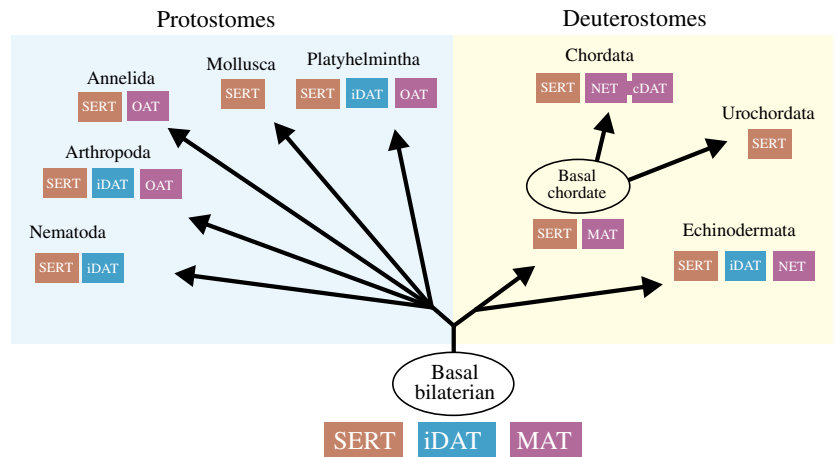 Protostomes
Deuterostomes
Annelida
SERT OAT
Mollusca
SERT
Platyhelmintha
SERT iDAT OAT
Arthropoda
SERT iDAT OAT
Nematoda
SERT iDAT
Chordata
SERT NET cDAT
Urochordata
SERT
Basal
chordate
SERT MAT
Echinodermata
SERT iDAT NET
Basal
bilaterian
SERT iDAT MAT